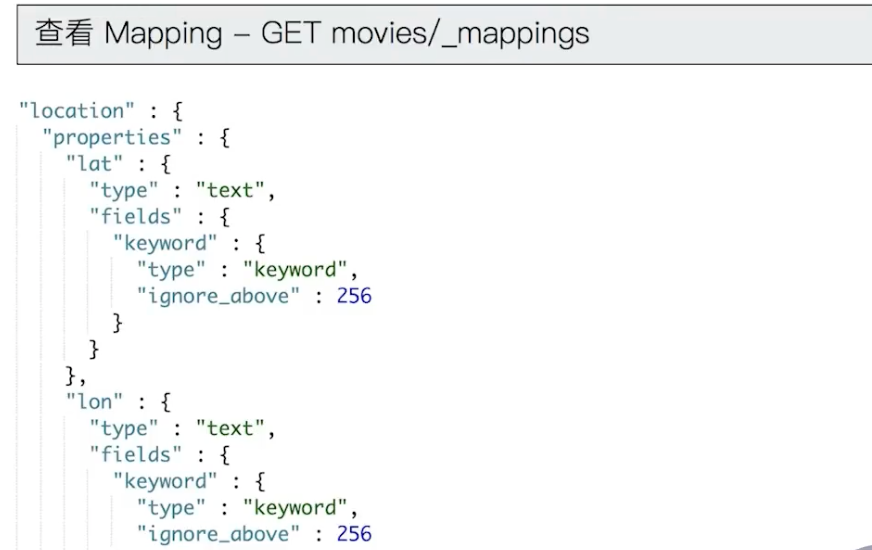 查看 Mapping – GET movies/_mappings
"location" : {
"properties" : {
"lat" : {
"type" : "text",
"fields" : {
"keyword" : {
"type" : "keyword",
"ignore_above" : 256
}
}
},
"lon" : {
"type" : "text",
"fields" : {
"keyword" : {
"type" : "keyword",
"ignore_above" : 256